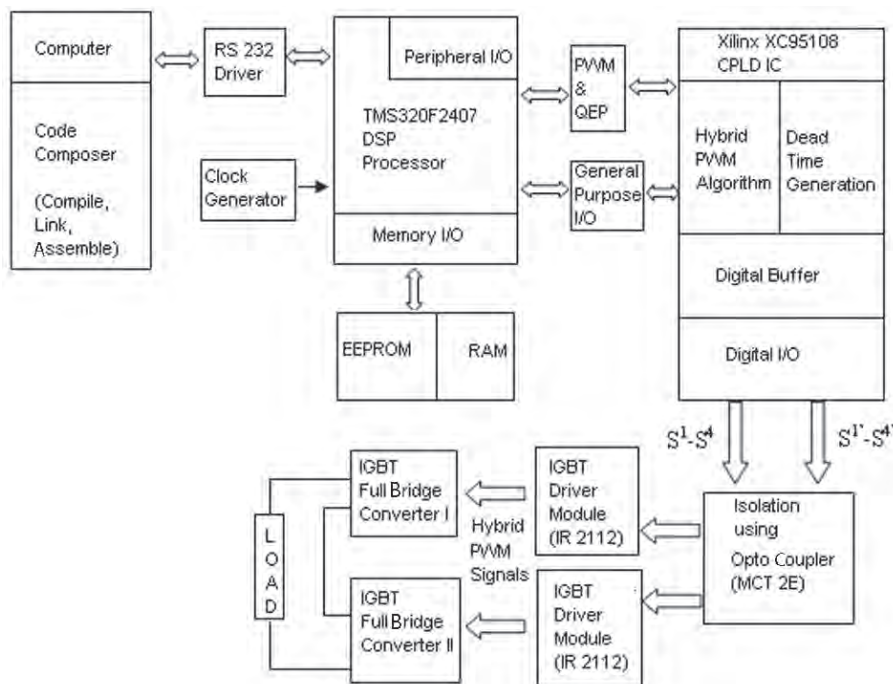 Computer
Code
Composer
(Compile,
Link,
Assemble)
RS 232
Driver
Clock
Generator
Peripheral I/O
TMS320F2407
DSP
Processor
Memory I/O
EEPROM
RAM
PWM
&
QEP
General
Purpose
I/O
Xilinx XC95108
CPLD IC
Hybrid
PWM
Algorithm
Dead
Time
Generation
Digital Buffer
Digital I/O
S1-S4
S1'-S4'
Isolation
using
Opto Coupler
(MCT 2E)
IGBT
Driver
Module
(IR 2112)
IGBT
Driver
Module
(IR 2112)
Hybrid
PWM
Signals
IGBT
Full Bridge
Converter I
IGBT
Full Bridge
Converter II
LOAD